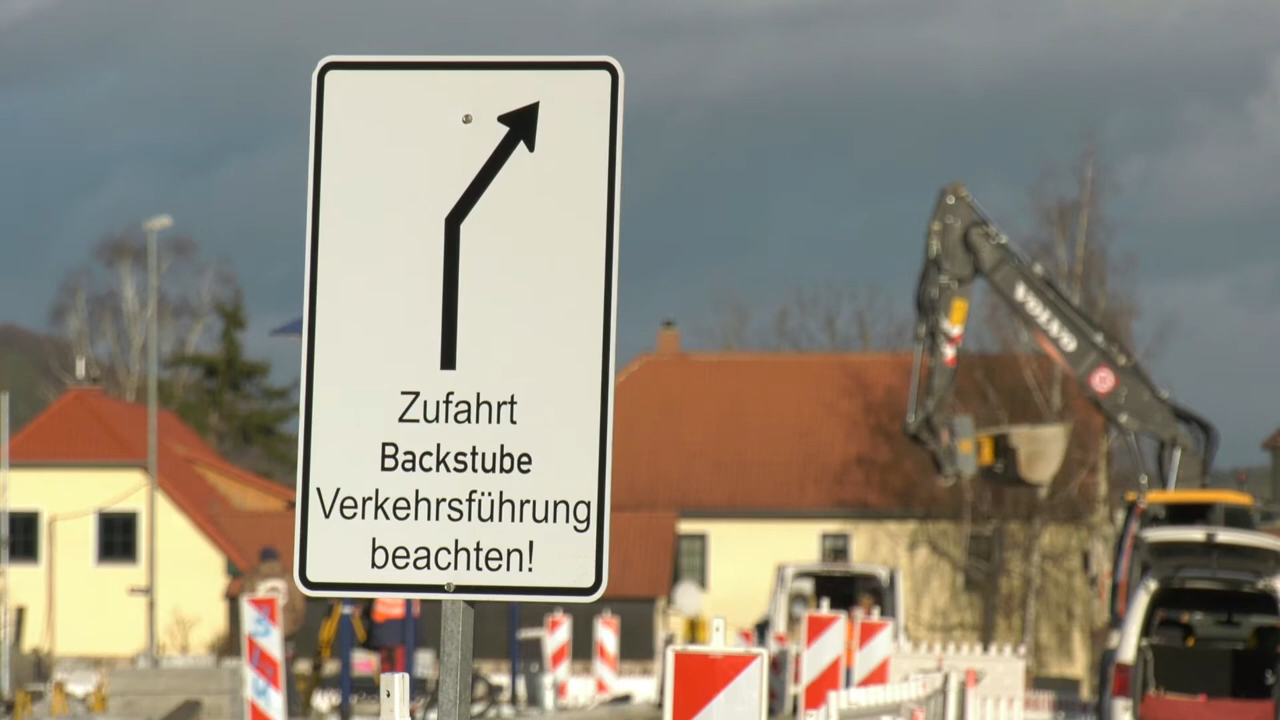 Zufahrt
Backstube
Verkehrsführung
beachten!
VOLVO